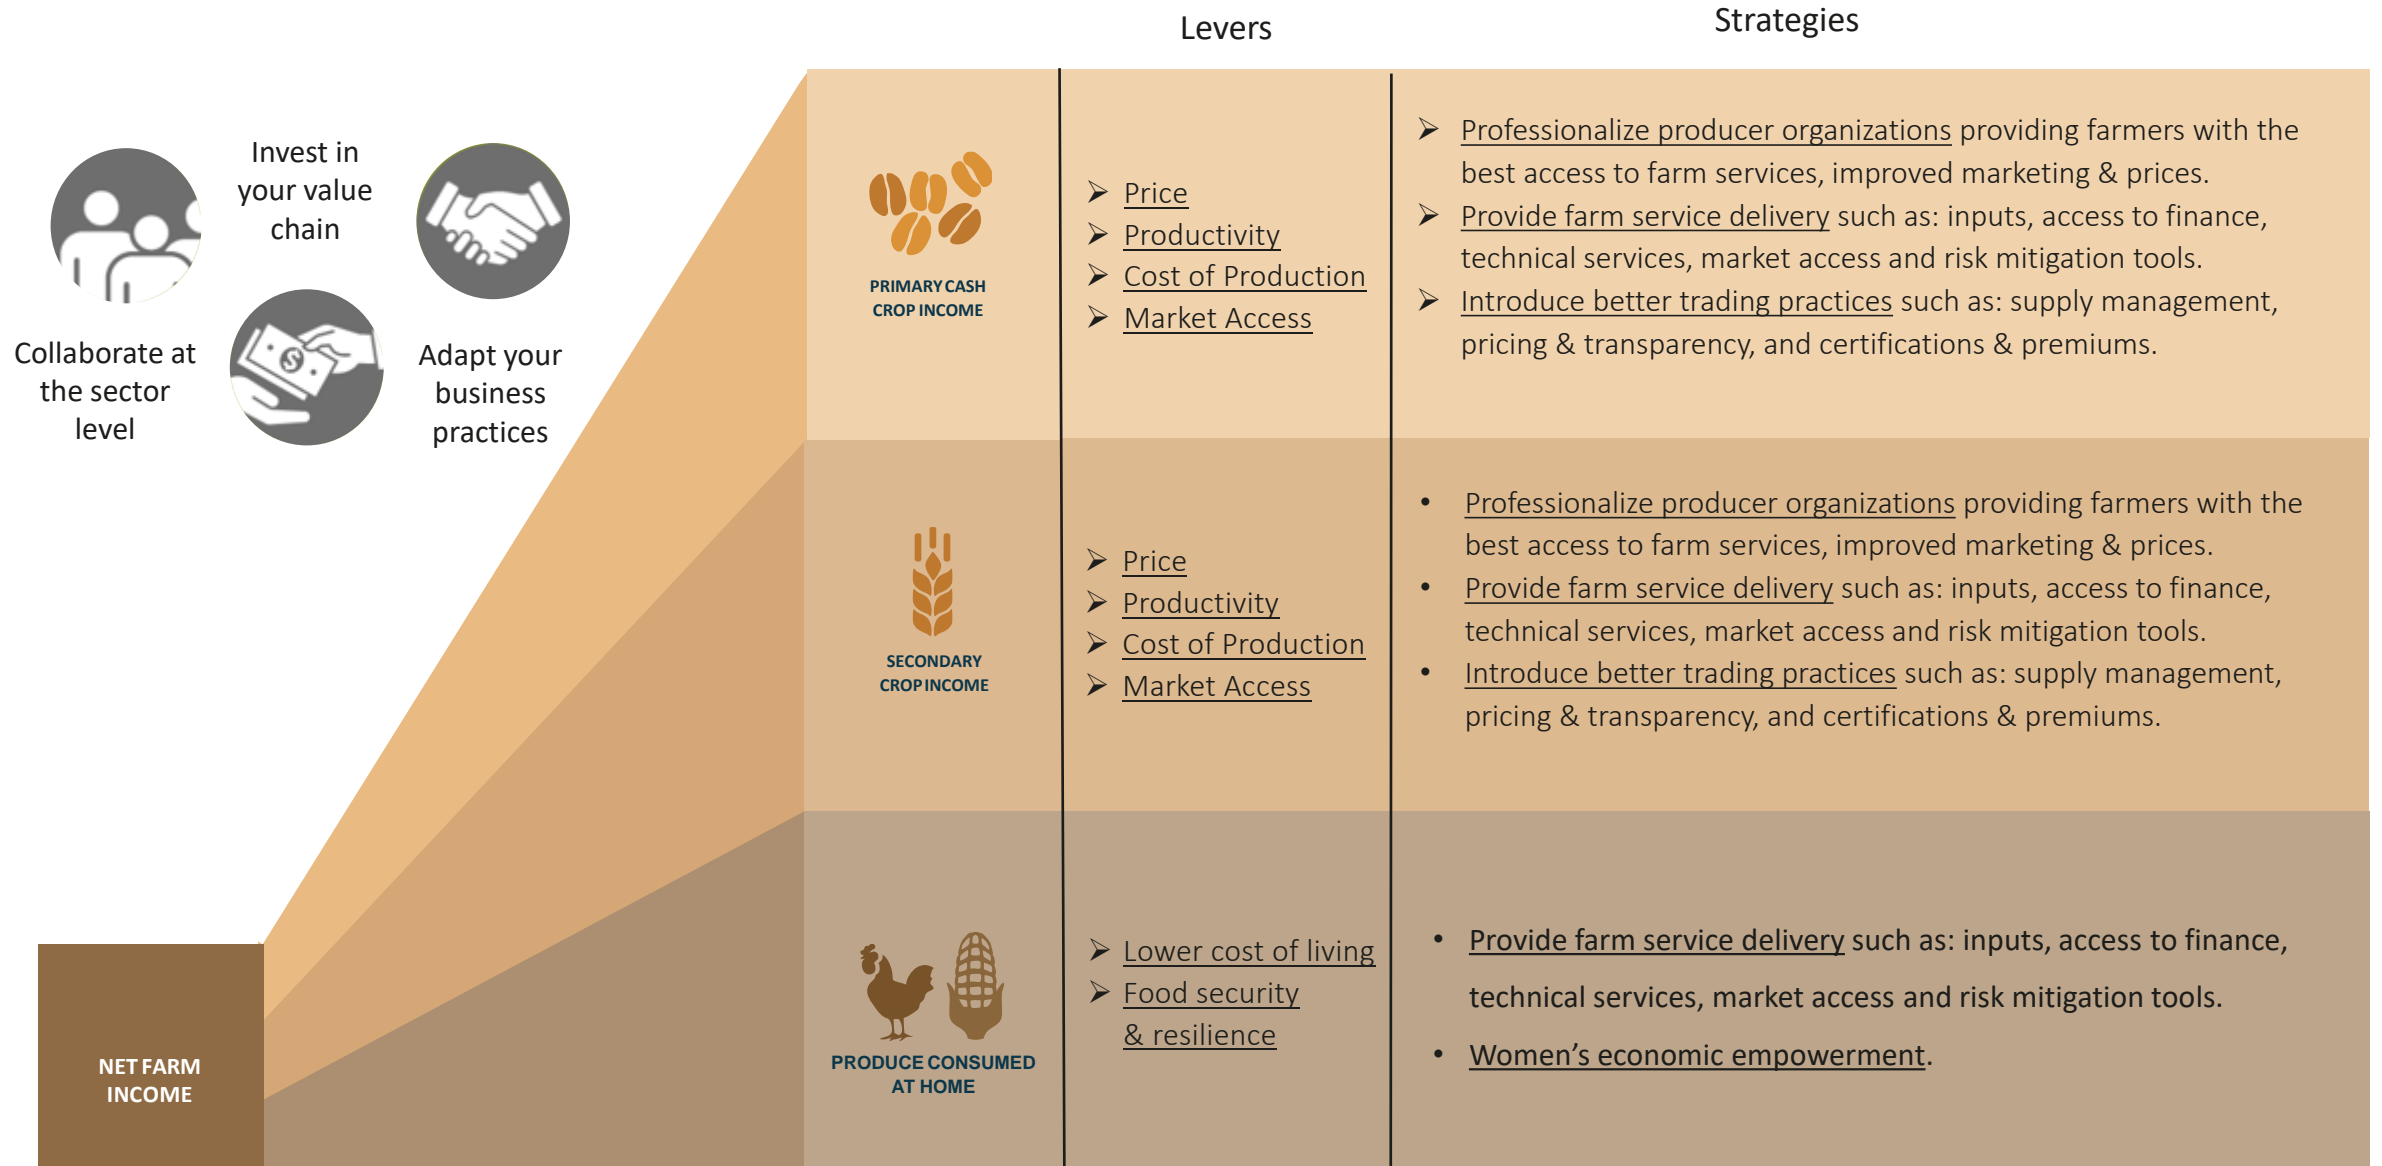 Levers
Strategies
Invest in
your value
chain
Collaborate at
the sector
level
Adapt your
business
practices
PRIMARY CASH
CROP INCOME
➢ Price
➢ Productivity
➢ Cost of Production
➢ Market Access
➢ Professionalize producer organizations providing farmers with the
best access to farm services, improved marketing & prices.
➢ Provide farm service delivery such as: inputs, access to finance,
technical services, market access and risk mitigation tools.
➢ Introduce better trading practices such as: supply management,
pricing & transparency, and certifications & premiums.
SECONDARY
CROP INCOME
➢ Price
➢ Productivity
➢ Cost of Production
➢ Market Access
• Professionalize producer organizations providing farmers with the
best access to farm services, improved marketing & prices.
• Provide farm service delivery such as: inputs, access to finance,
technical services, market access and risk mitigation tools.
• Introduce better trading practices such as: supply management,
pricing & transparency, and certifications & premiums.
NET FARM
INCOME
PRODUCE CONSUMED
AT HOME
➢ Lower cost of living
➢ Food security
& resilience
• Provide farm service delivery such as: inputs, access to finance,
technical services, market access and risk mitigation tools.
• Women’s economic empowerment.